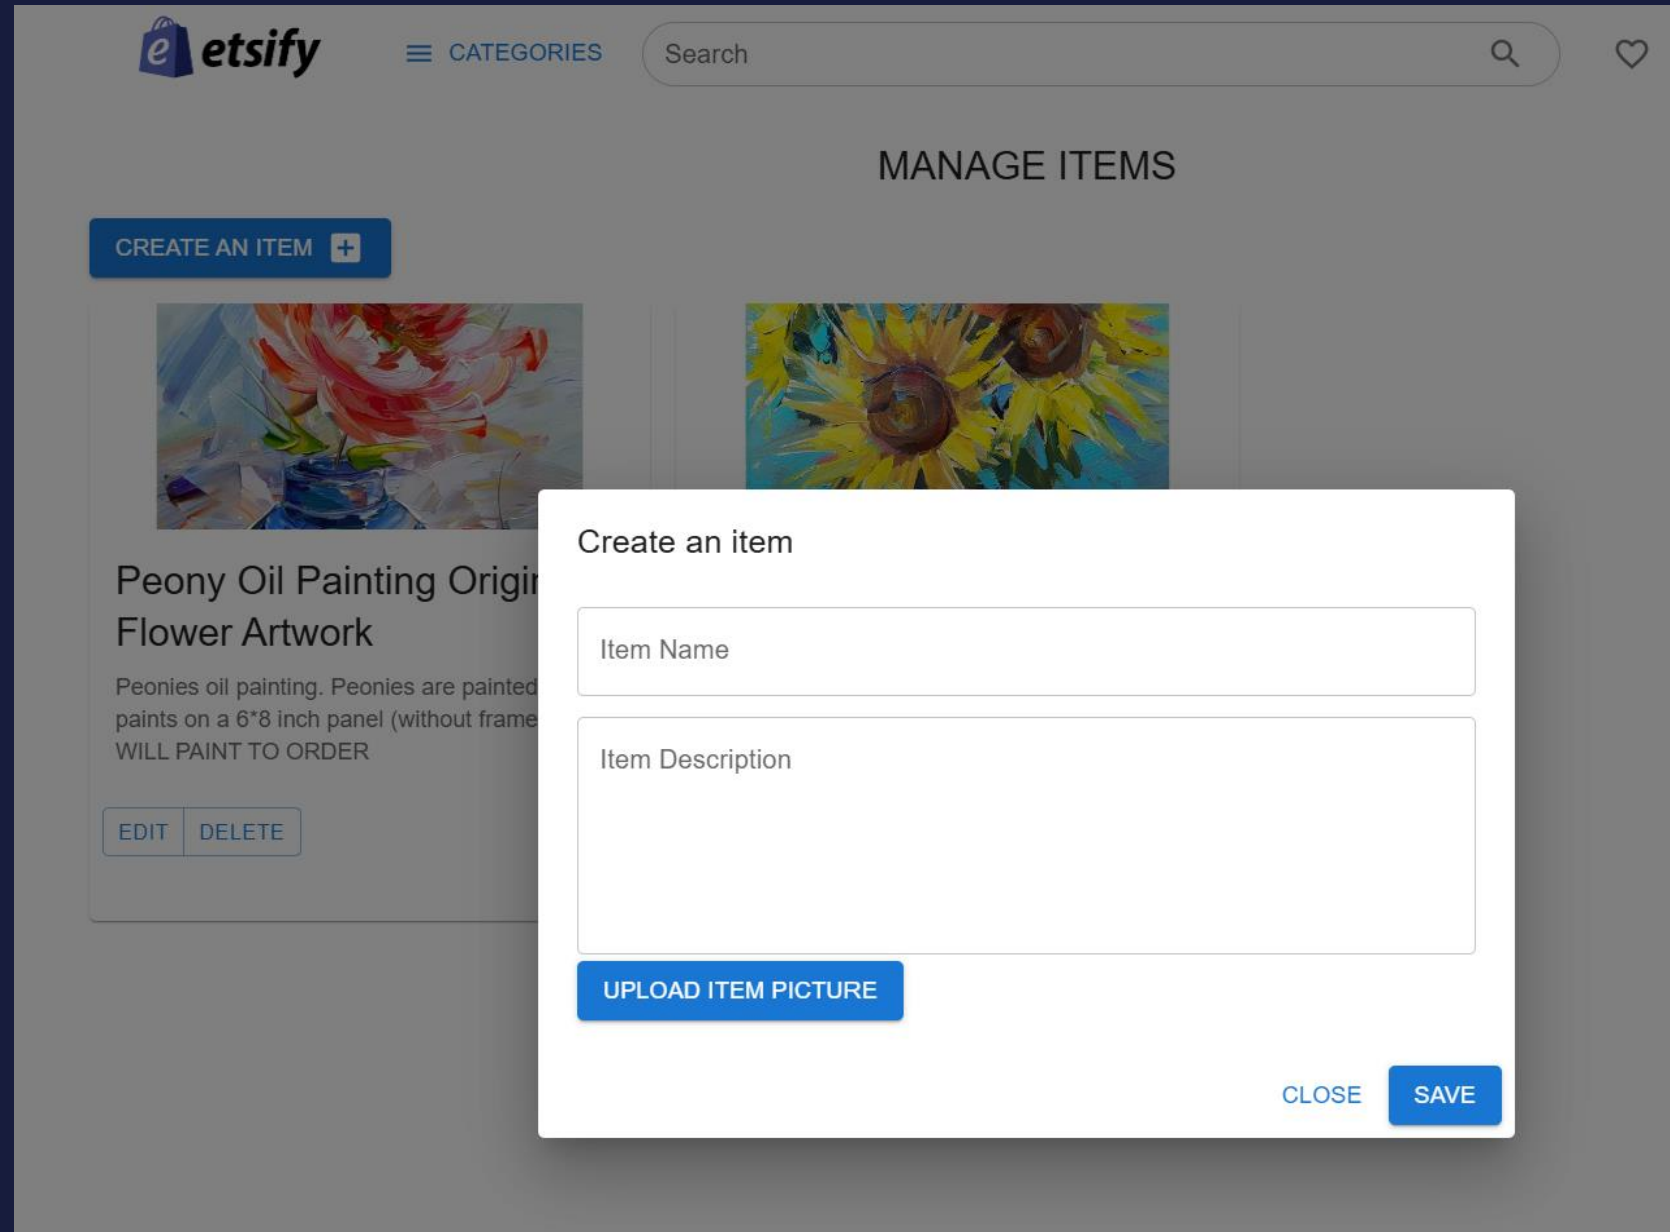 etsify
CATEGORIES
Search
MANAGE ITEMS
CREATE AN ITEM
Peony Oil Painting
Flower Artwork
Peonies oil painting. Peonies are painted
paints on a 6*8 inch panel (without frame
WILL PAINT TO ORDER
EDIT DELETE
Create an item
Item Name
Item Description
UPLOAD ITEM PICTURE
CLOSE SAVE